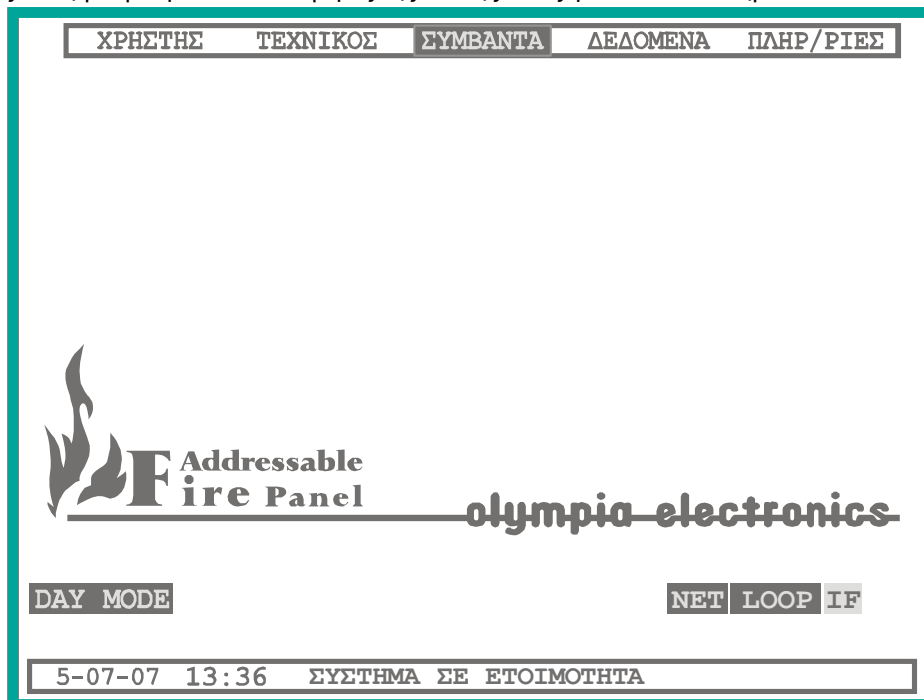 ΧΡΗΣΤΗΣ ΤΕΧΝΙΚΟΣ ΣΥΜΒΑΝΤΑ ΔΕΔΟΜΕΝΑ ΠΛΗΡ/ΡΙΕΣ
Addressable
Fire Panel
olympia electronics
DAY MODE NET LOOP IF
5-07-07 13:36 ΣΥΣΤΗΜΑ ΣΕ ΕΤΟΙΜΟΤΗΤΑ